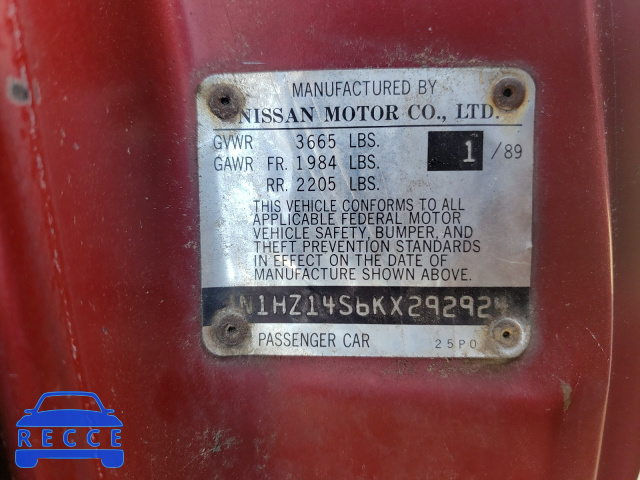 MANUFACTURED BY
NISSAN MOTOR CO., LTD.
GVWR 3665 LBS.
1 /89
GAWR FR. 1984 LBS.
RR. 2205 LBS.
THIS VEHICLE CONFORMS TO ALL
APPLICABLE FEDERAL MOTOR
VEHICLE SAFETY, BUMPER, AND
THEFT PREVENTION STANDARDS
IN EFFECT ON THE DATE OF
MANUFACTURE SHOWN ABOVE.
JN1HZ14S6KX292924
PASSENGER CAR 25P0
RECCE